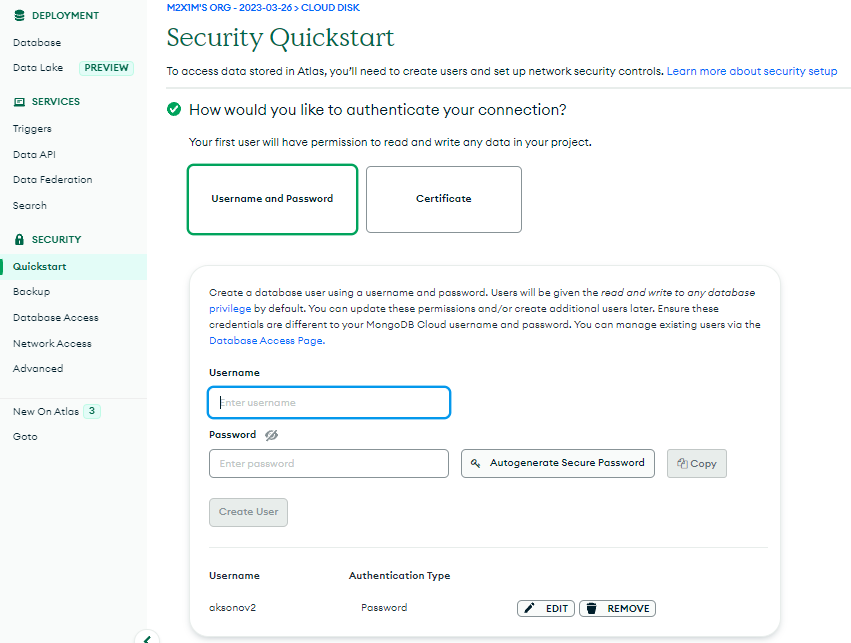 DEPLOYMENT
Database
Data Lake PREVIEW
SERVICES
Triggers
Data API
Data Federation
Search
SECURITY
Quickstart
Backup
Database Access
Network Access
Advanced
New On Atlas 3
Goto
M2X1M'S ORG - 2023-03-26 > CLOUD DISK
Security Quickstart
To access data stored in Atlas, you'll need to create users and set up network security controls. Learn more about security setup
How would you like to authenticate your connection?
Your first user will have permission to read and write any data in your project.
Username and Password
Certificate
Create a database user using a username and password. Users will be given the read and write to any database
privilege by default. You can update these permissions and/or create additional users later. Ensure these
credentials are different to your MongoDB Cloud username and password. You can manage existing users via the
Database Access Page.
Username
Enter username
Password
Enter password
Autogenerate Secure Password
Copy
Create User
Username Authentication Type
aksonov2 Password EDIT REMOVE